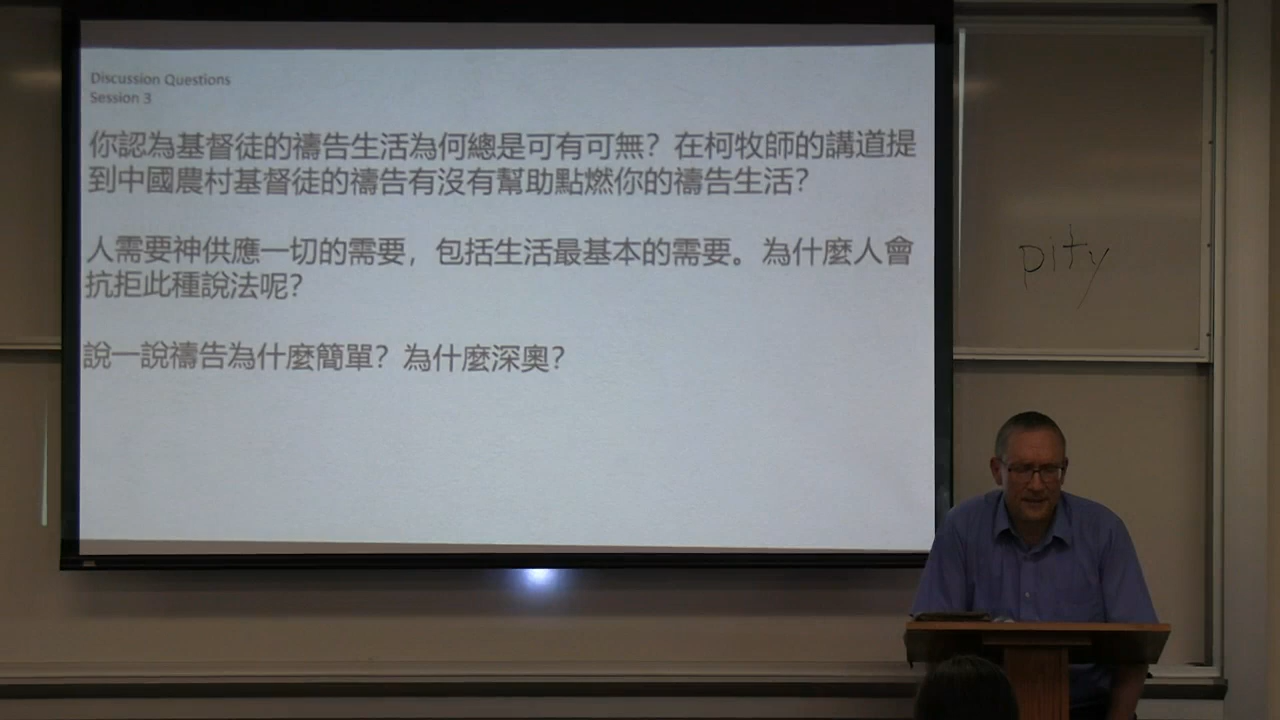 Discussion Questions
Session 3
你認為基督徒的禱告生活為何總是可有可無？在柯牧師的講道提
到中國農村基督徒的禱告有沒有幫助點燃你的禱告生活？
人需要神供應一切的需要，包括生活最基本的需要。為什麼人會
抗拒此種說法呢？
說一說禱告為什麼簡單？為什麼深奧？
pity